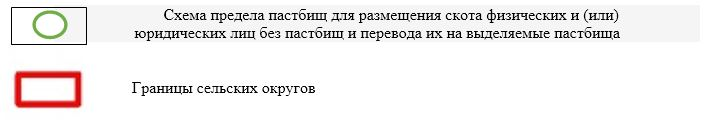 Схема предела пастбищ для размещения скота физических и (или)
юридических лиц без пастбищ и перевода их на выделяемые пастбища
Границы сельских округов